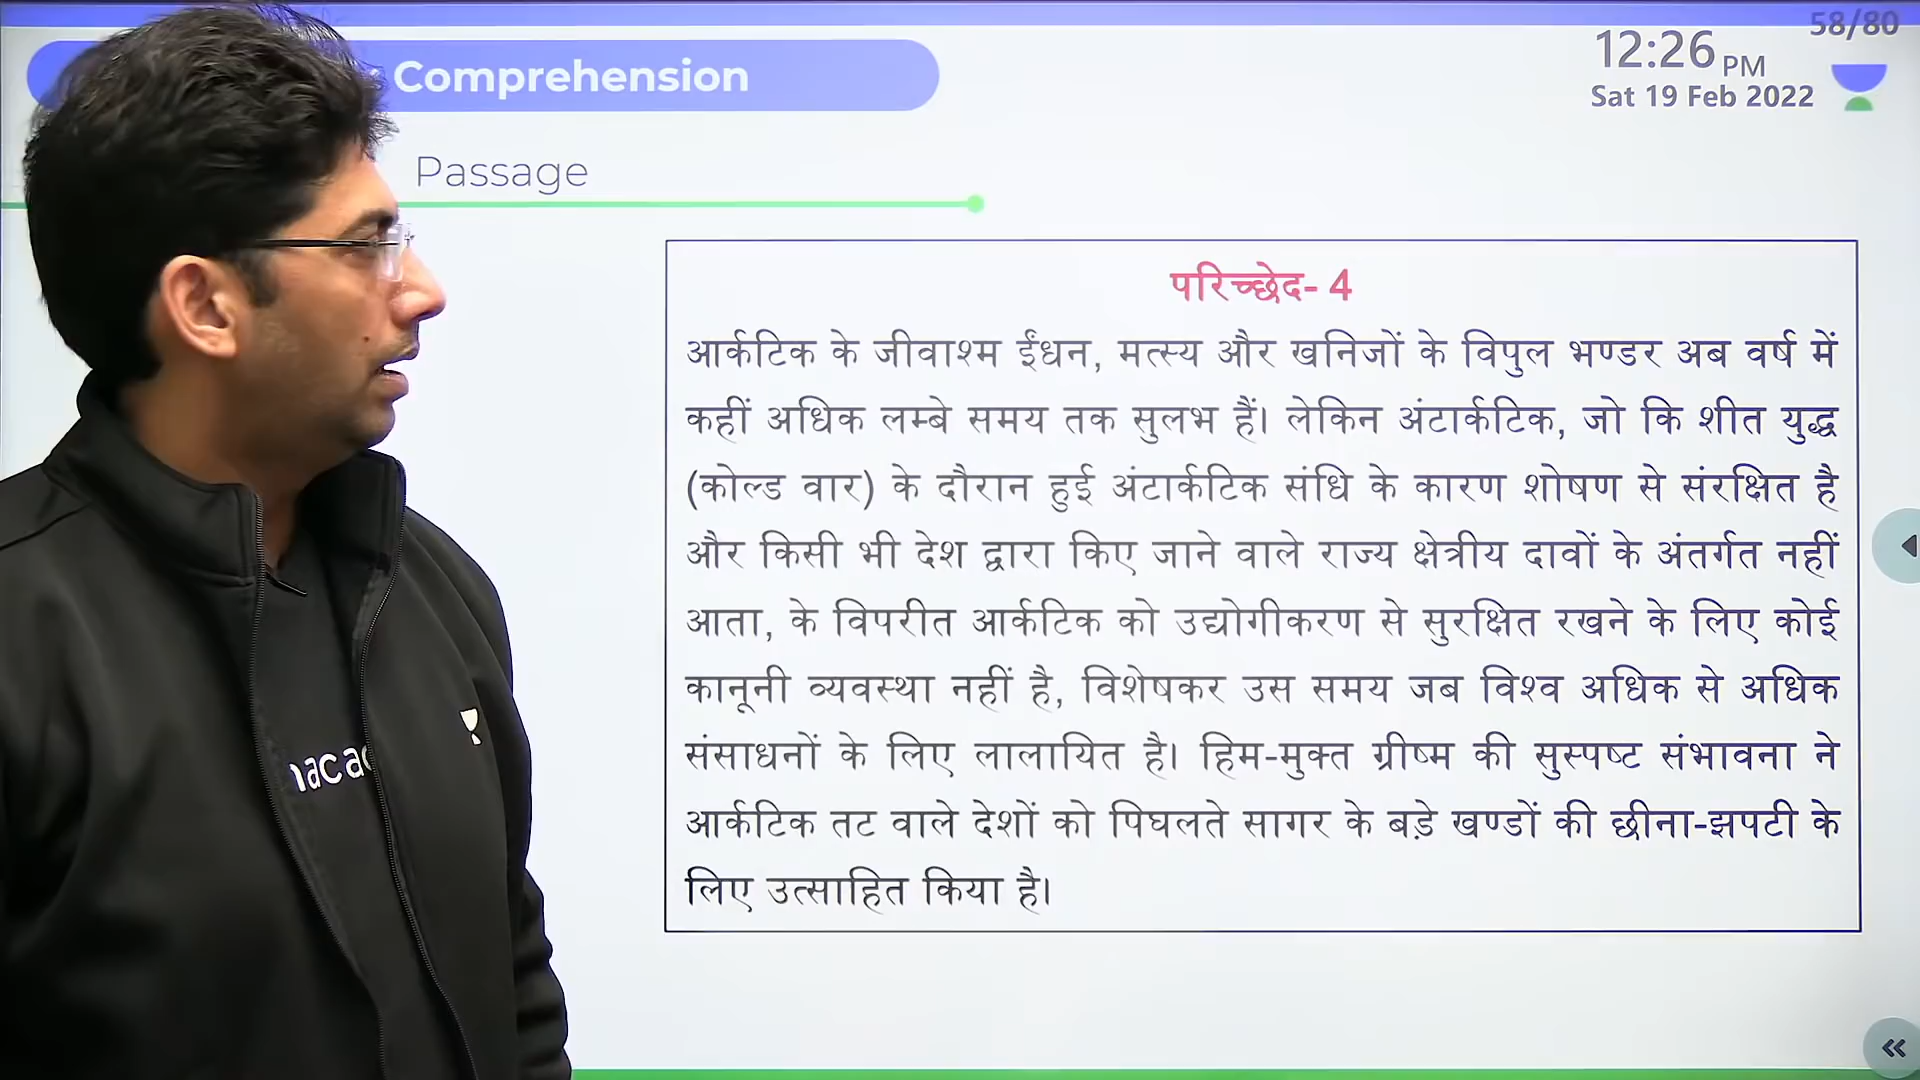 58/80
12:26 PM
Sat 19 Feb 2022
Comprehension
Passage
परिच्छेद- 4
आर्कटिक के जीवाश्म ईंधन, मत्स्य और खनिजों के विपुल भण्डर अब वर्ष में
कहीं अधिक लम्बे समय तक सुलभ हैं। लेकिन अंटार्कटिक, जो कि शीत युद्ध
(कोल्ड वार) के दौरान हुई अंटार्कटिक संधि के कारण शोषण से संरक्षित है
और किसी भी देश द्वारा किए जाने वाले राज्य क्षेत्रीय दावों के अंतर्गत नहीं
आता, के विपरीत आर्कटिक को उद्योगीकरण से सुरक्षित रखने के लिए कोई
कानूनी व्यवस्था नहीं है, विशेषकर उस समय जब विश्व अधिक से अधिक
संसाधनों के लिए लालायित है। हिम-मुक्त ग्रीष्म की सुस्पष्ट संभावना ने
आर्कटिक तट वाले देशों को पिघलते सागर के बड़े खण्डों की छीना-झपटी के
लिए उत्साहित किया है।